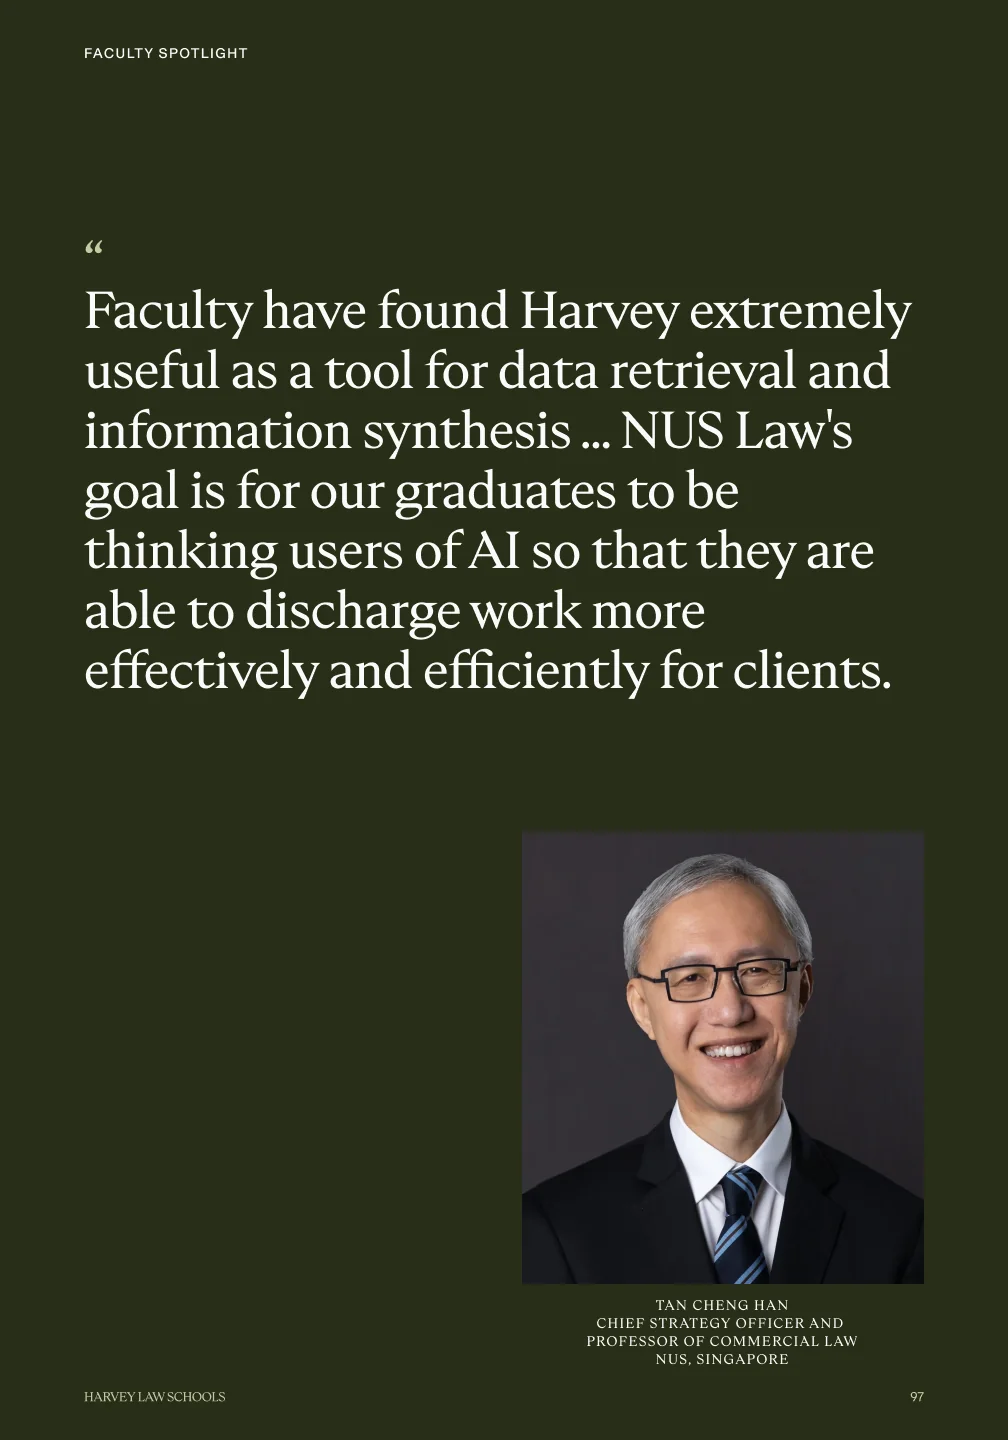 FACULTY SPOTLIGHT
“
Faculty have found Harvey extremely
useful as a tool for data retrieval and
information synthesis ... NUS Law's
goal is for our graduates to be
thinking users of AI so that they are
able to discharge work more
effectively and efficiently for clients.
TAN CHENG HAN
CHIEF STRATEGY OFFICER AND
PROFESSOR OF COMMERCIAL LAW
NUS, SINGAPORE
HARVEY LAW SCHOOLS
97